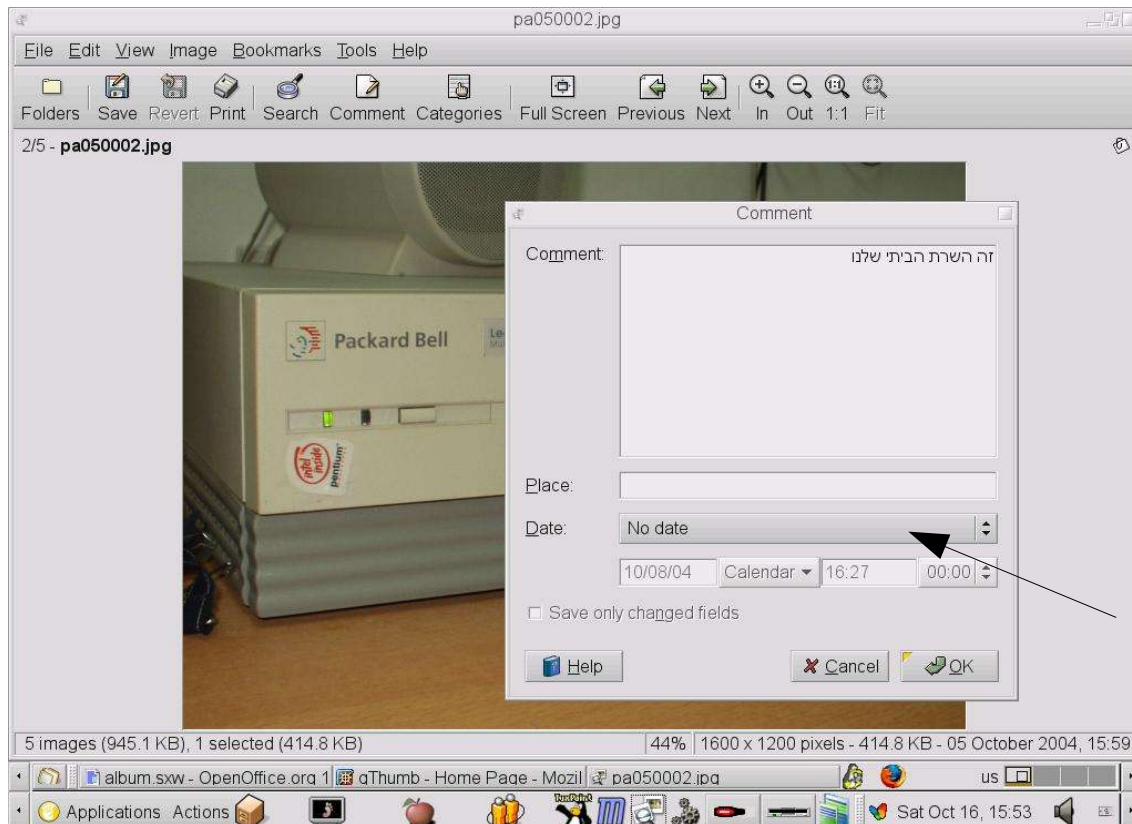 pa050002.jpg
File Edit View Image Bookmarks Tools Help
Folders Save Revert Print Search Comment Categories Full Screen Previous Next In Out 1:1 Fit
2/5 - pa050002.jpg
Comment
Comment:
זה השרת הביתי שלנו
Packard Bell
intel inside
pentium
Place:
Date: No date
10/08/04 Calendar 16:27 00:00
Save only changed fields
Help Cancel OK
5 images (945.1 KB), 1 selected (414.8 KB) 44% 1600 x 1200 pixels - 414.8 KB - 05 October 2004, 15:59
album.sxw - OpenOffice.org 1 gThumb - Home Page - Mozil pa050002.jpg us
Applications Actions TuxPaint Sat Oct 16, 15:53